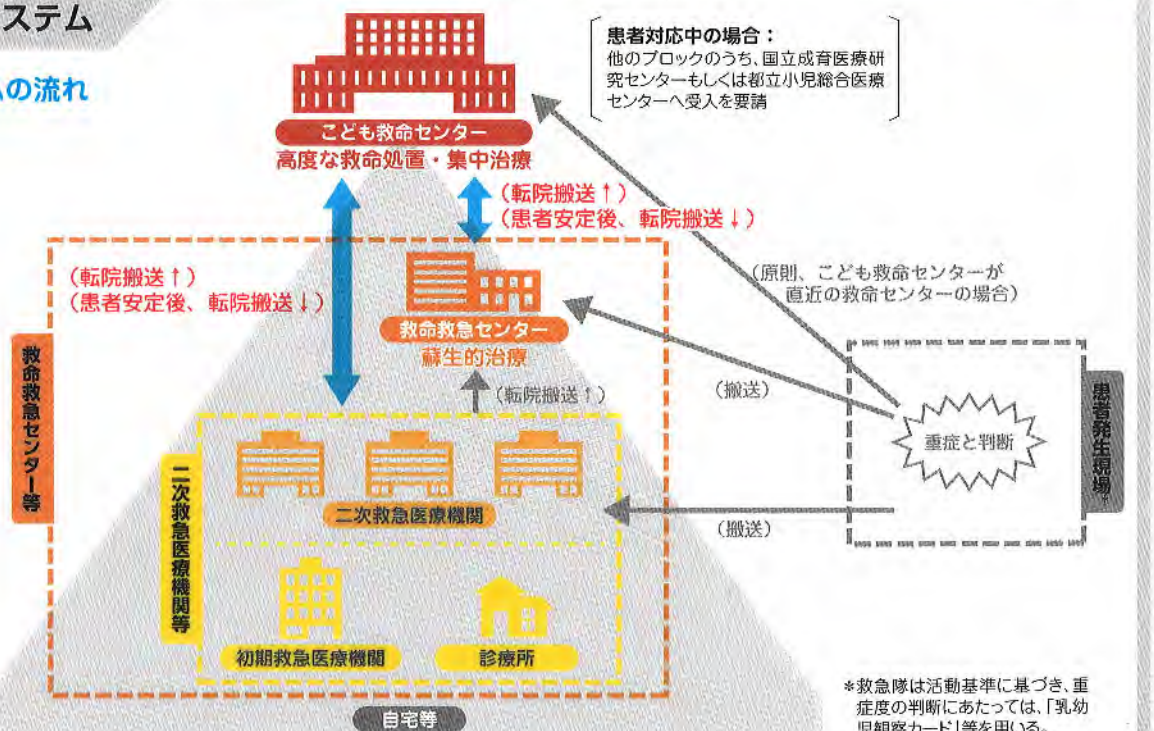 ステム
の流れ
患者対応中の場合：
他のブロックのうち、国立成育医療研
究センターもしくは都立小児総合医療
センターへ受入を要請
こども救命センター
高度な救命処置・集中治療
（転院搬送↑）
（患者安定後、転院搬送↓）
（転院搬送↑）
（患者安定後、転院搬送↓）
（原則、こども救命センターが
直近の救命センターの場合）
救命救急センター
蘇生的治療
（転院搬送↑）
（搬送）
重症と判断
患者発生現場*
救命救急センター等
二次救急医療機関等
二次救急医療機関
（搬送）
初期救急医療機関
診療所
自宅等
*救急隊は活動基準に基づき、重
症度の判断にあたっては、「乳幼
児観察カード」等を用いる。